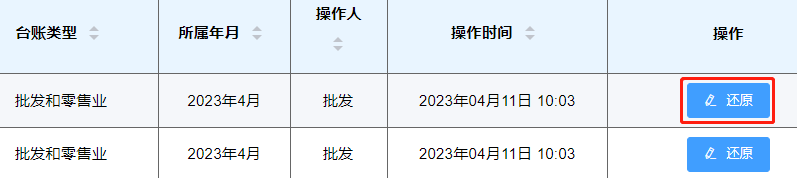 台账类型 所属年月 操作人 操作时间 操作
批发和零售业 2023年4月 批发 2023年04月11日 10:03 还原
批发和零售业 2023年4月 批发 2023年04月11日 10:03 还原